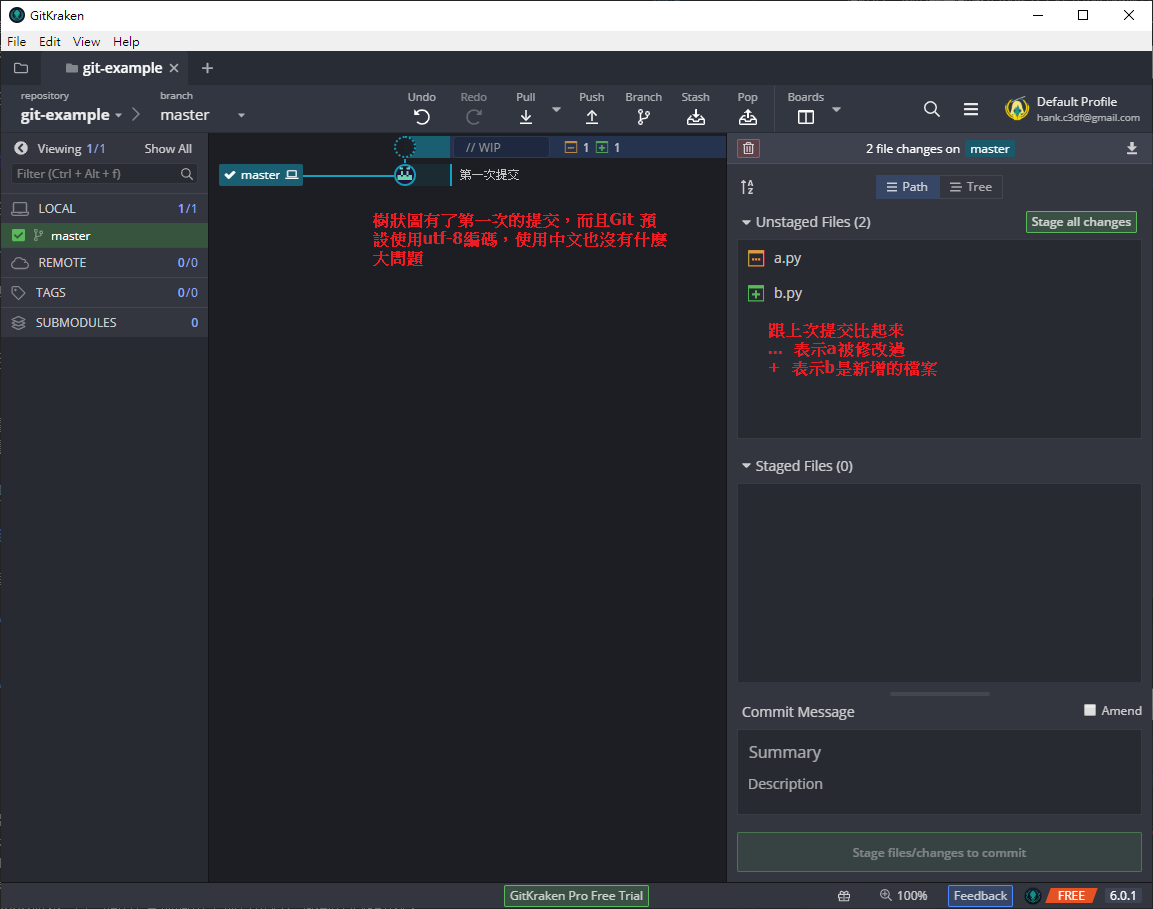 GitKraken
File Edit View Help
git-example
repository
git-example
branch
master
Undo
Redo
Pull
Push
Branch
Stash
Pop
Boards
Default Profile
hank.c3df@gmail.com
Viewing 1/1 Show All
Filter (Ctrl + Alt + f)
LOCAL 1/1
master
REMOTE 0/0
TAGS 0/0
SUBMODULES 0
// WIP 1 1
master 第一次提交
樹狀圖有了第一次的提交，而且Git 預
設使用utf-8編碼，使用中文也沒有什麼
大問題
2 file changes on master
Path Tree
Unstaged Files (2) Stage all changes
a.py
b.py
跟上次提交比起來
... 表示a被修改過
+ 表示b是新增的檔案
Staged Files (0)
Commit Message Amend
Summary
Description
Stage files/changes to commit
GitKraken Pro Free Trial 100% Feedback FREE 6.0.1